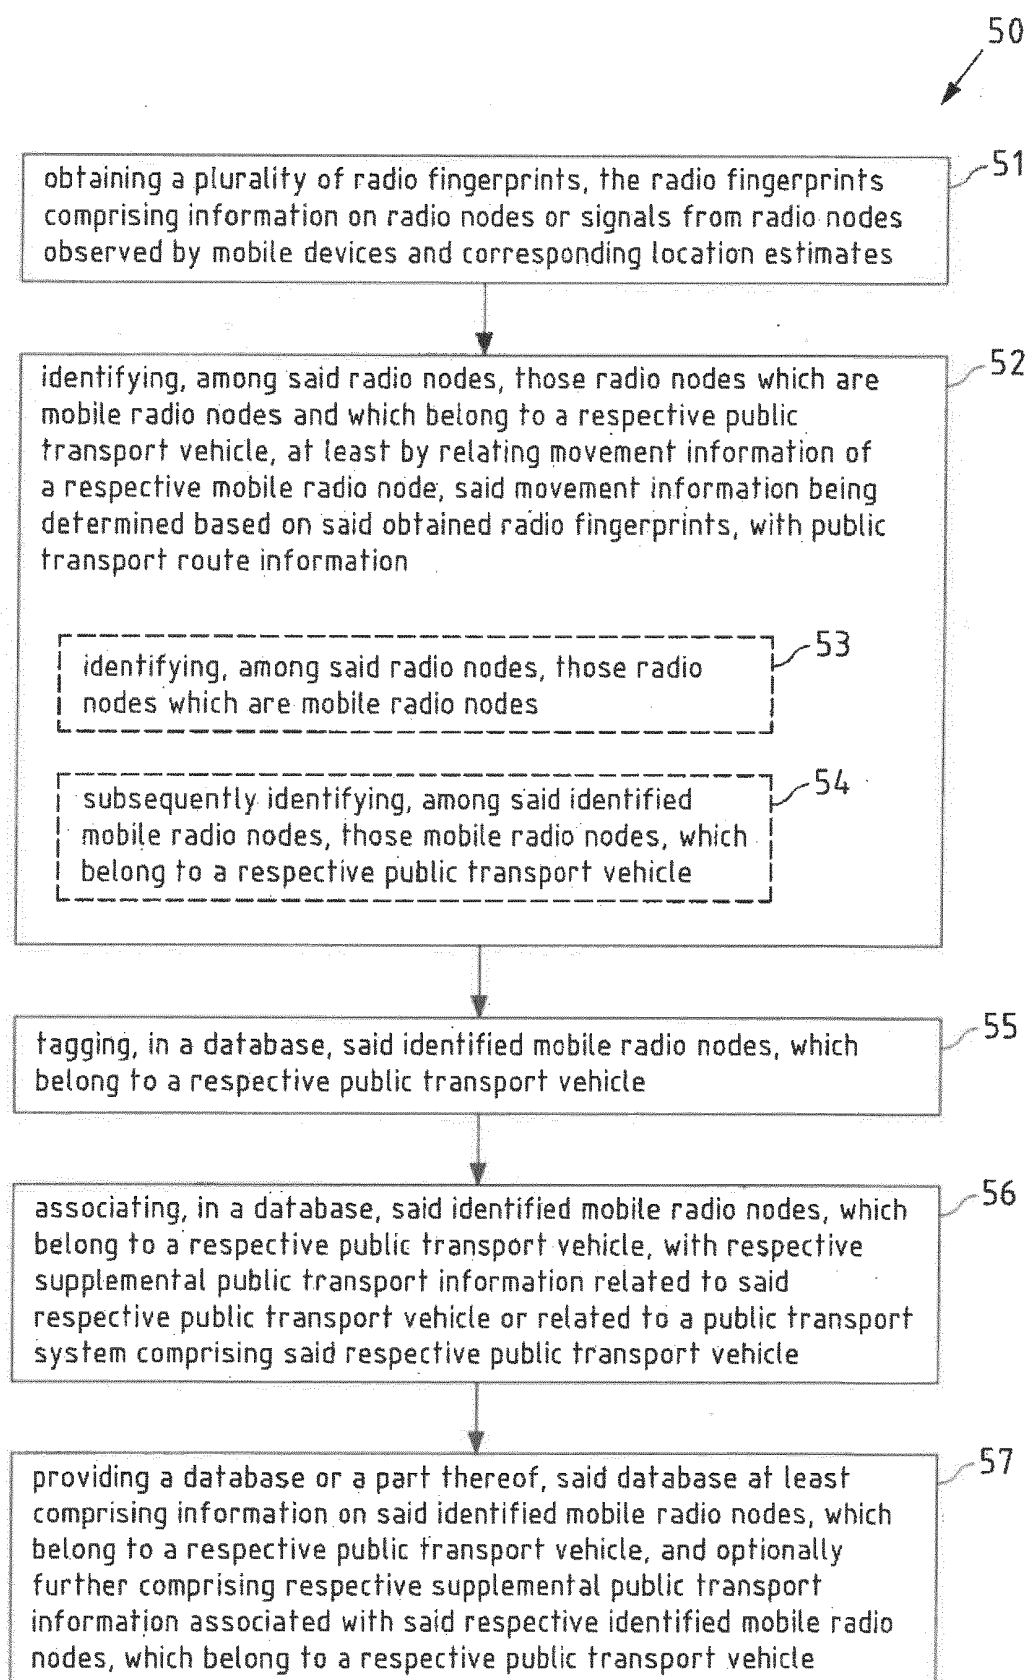 50
51
obtaining a plurality of radio fingerprints, the radio fingerprints
comprising information on radio nodes or signals from radio nodes
observed by mobile devices and corresponding location estimates
52
identifying, among said radio nodes, those radio nodes which are
mobile radio nodes and which belong to a respective public
transport vehicle, at least by relating movement information of
a respective mobile radio node, said movement information being
determined based on said obtained radio fingerprints, with public
transport route information
53
identifying, among said radio nodes, those radio
nodes which are mobile radio nodes
54
subsequently identifying, among said identified
mobile radio nodes, those mobile radio nodes, which
belong to a respective public transport vehicle
55
tagging, in a database, said identified mobile radio nodes, which
belong to a respective public transport vehicle
56
associating, in a database, said identified mobile radio nodes, which
belong to a respective public transport vehicle, with respective
supplemental public transport information related to said
respective public transport vehicle or related to a public transport
system comprising said respective public transport vehicle
57
providing a database or a part thereof, said database at least
comprising information on said identified mobile radio nodes, which
belong to a respective public transport vehicle, and optionally
further comprising respective supplemental public transport
information associated with said respective identified mobile radio
nodes, which belong to a respective public transport vehicle